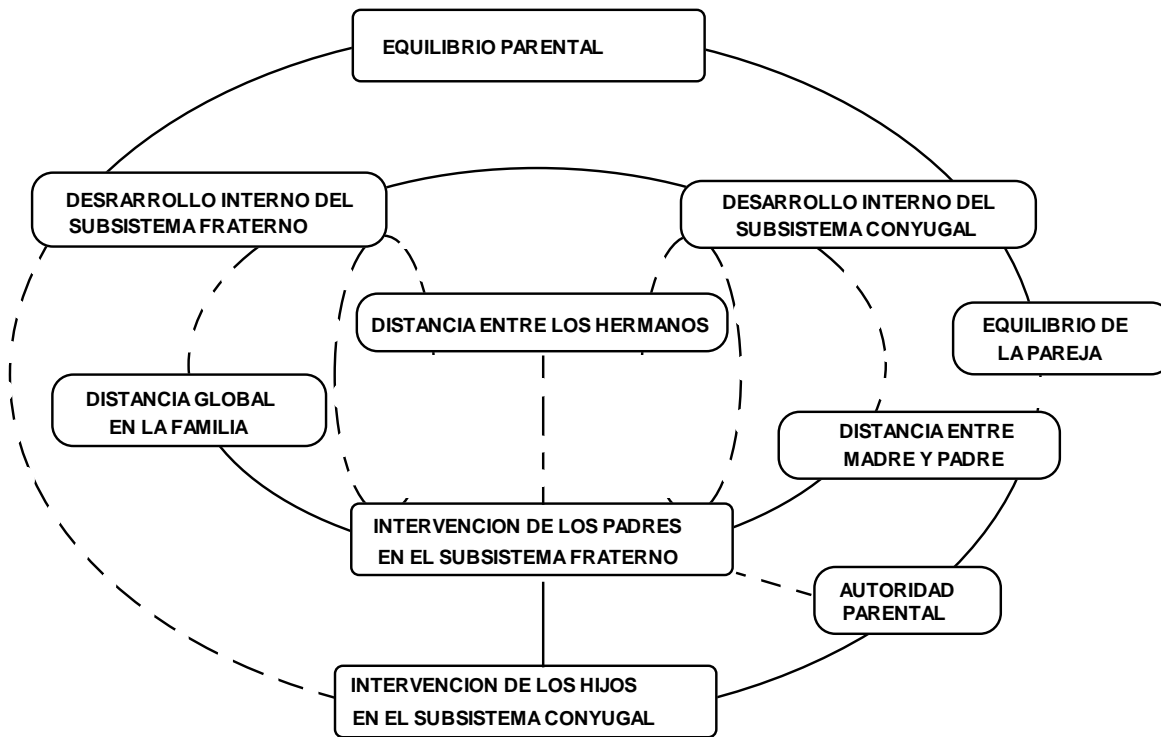 EQUILIBRIO PARENTAL
DESRARROLLO INTERNO DEL
SUBSISTEMA FRATERNO
DESARROLLO INTERNO DEL
SUBSISTEMA CONYUGAL
DISTANCIA ENTRE LOS HERMANOS
EQUILIBRIO DE
LA PAREJA
DISTANCIA GLOBAL
EN LA FAMILIA
DISTANCIA ENTRE
MADRE Y PADRE
INTERVENCION DE LOS PADRES
EN EL SUBSISTEMA FRATERNO
AUTORIDAD
PARENTAL
INTERVENCION DE LOS HIJOS
EN EL SUBSISTEMA CONYUGAL